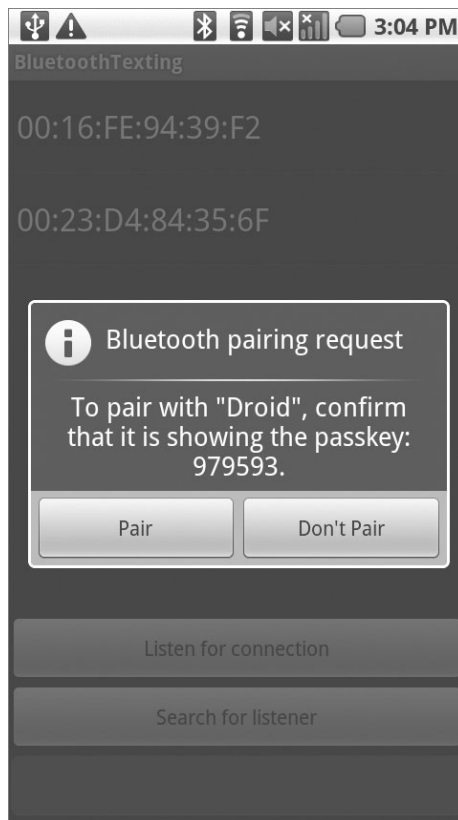 3:04 PM
BluetoothTexting
00:16:FE:94:39:F2
00:23:D4:84:35:6F
Bluetooth pairing request
To pair with "Droid", confirm
that it is showing the passkey:
979593.
Pair
Don't Pair
Listen for connection
Search for listener